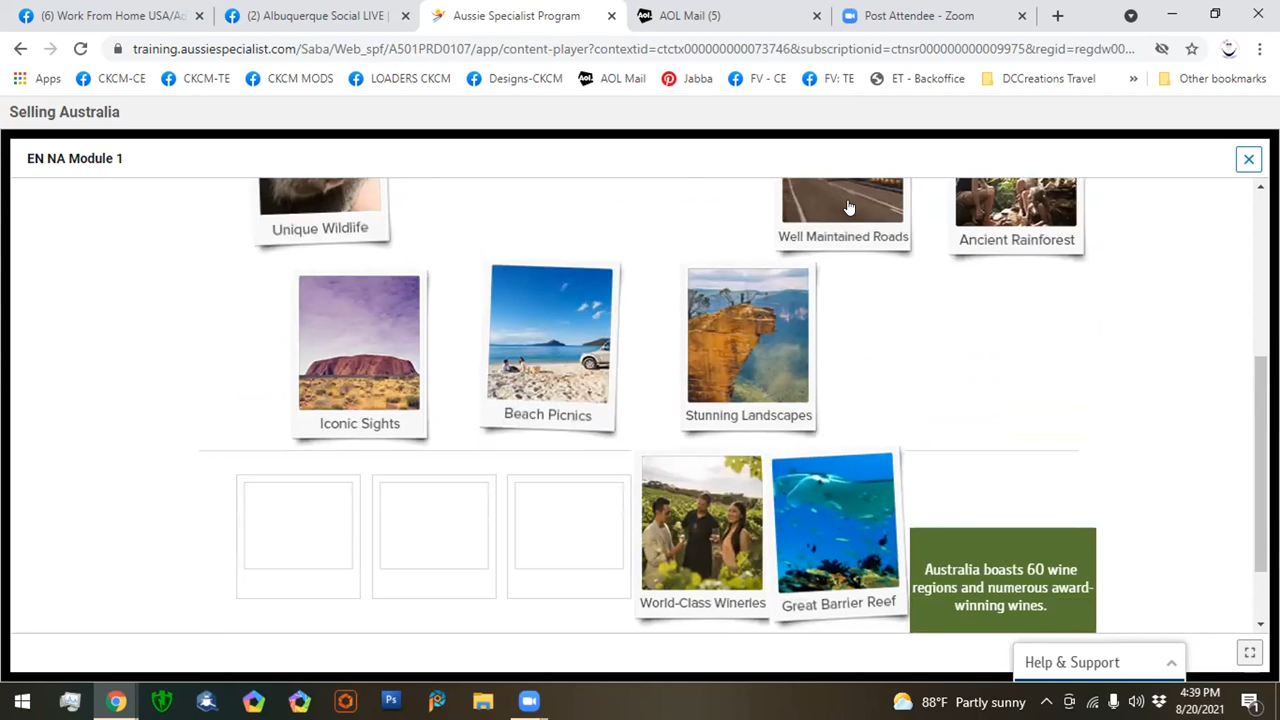 (6) Work From Home USA/Ad
(2) Albuquerque Social LIVE |
Aussie Specialist Program
AOL Mail (5)
Post Attendee - Zoom
training.aussiespecialist.com/Saba/Web_spf/A501PRD0107/app/content-player?contextid=ctctx000000000073746&subscriptionid=ctnsr000000000009975&regid=regdw00...
Apps
CKCM-CE
CKCM-TE
CKCM MODS
LOADERS CKCM
Designs-CKCM
AOL Mail
Jabba
FV - CE
FV: TE
ET - Backoffice
DCCreations Travel
»
Other bookmarks
Selling Australia
EN NA Module 1
Unique Wildlife
Well Maintained Roads
Ancient Rainforest
Iconic Sights
Beach Picnics
Stunning Landscapes
World-Class Wineries
Great Barrier Reef
Australia boasts 60 wine
regions and numerous award-
winning wines.
Help & Support
88°F Partly sunny
4:39 PM
8/20/2021